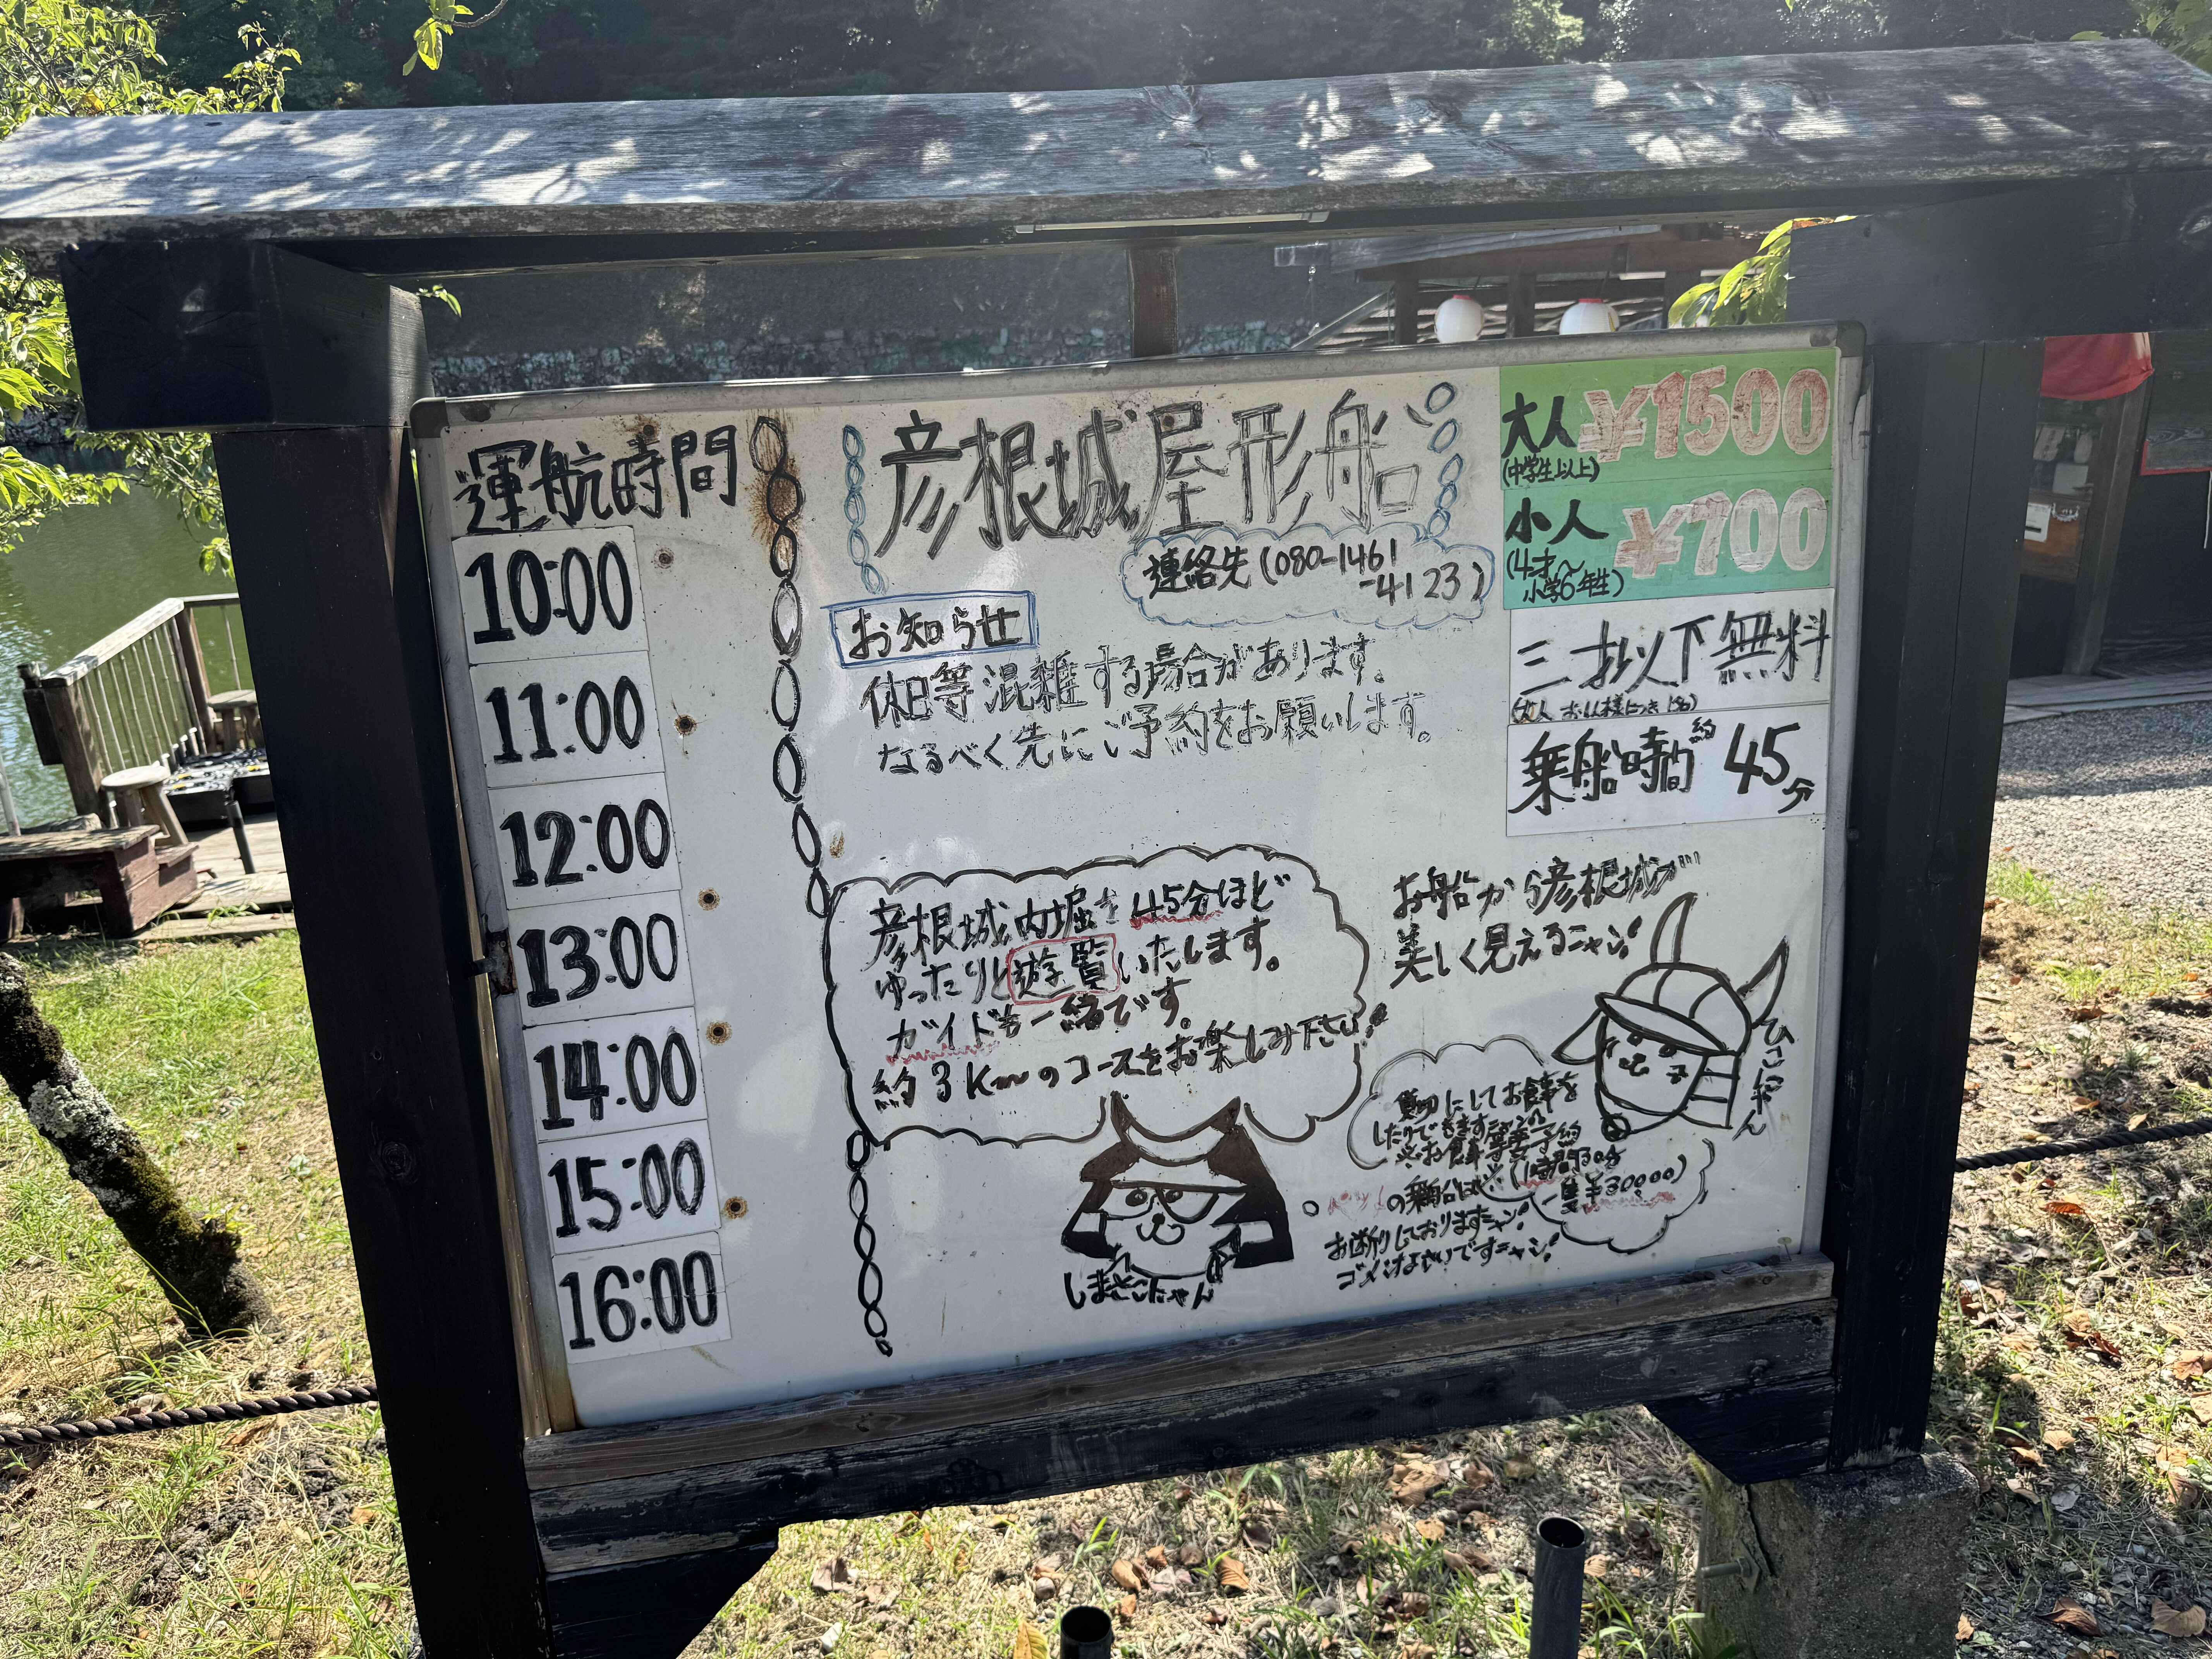 運航時間
10:00
11:00
12:00
13:00
14:00
15:00
16:00
彦根城屋形船
連絡先(080-1461
-4123)
お知らせ
休日等混雑する場合があります。
なるべく先にご予約をお願いします。
大人 ¥1500
(中学生以上)
小人 ¥700
(4才〜
小学6年生)
三才以下無料
(大人 お一人様につき1名)
乗船時間 約45分
彦根城内堀を45分ほど
ゆったりと遊覧いたします。
ガイドも一緒です。
約3Kmのコースをお楽しみ下さい!
しまさこにゃん
お船から彦根城が
美しく見えるニャン!
ひこにゃん
貸切にしてお食事を
したりできますニャン
※お食事等要予約
(1時間30分
一隻¥30000)
ペットの乗船は
お断りしておりますニャン!
ゴメンなさいですニャン!